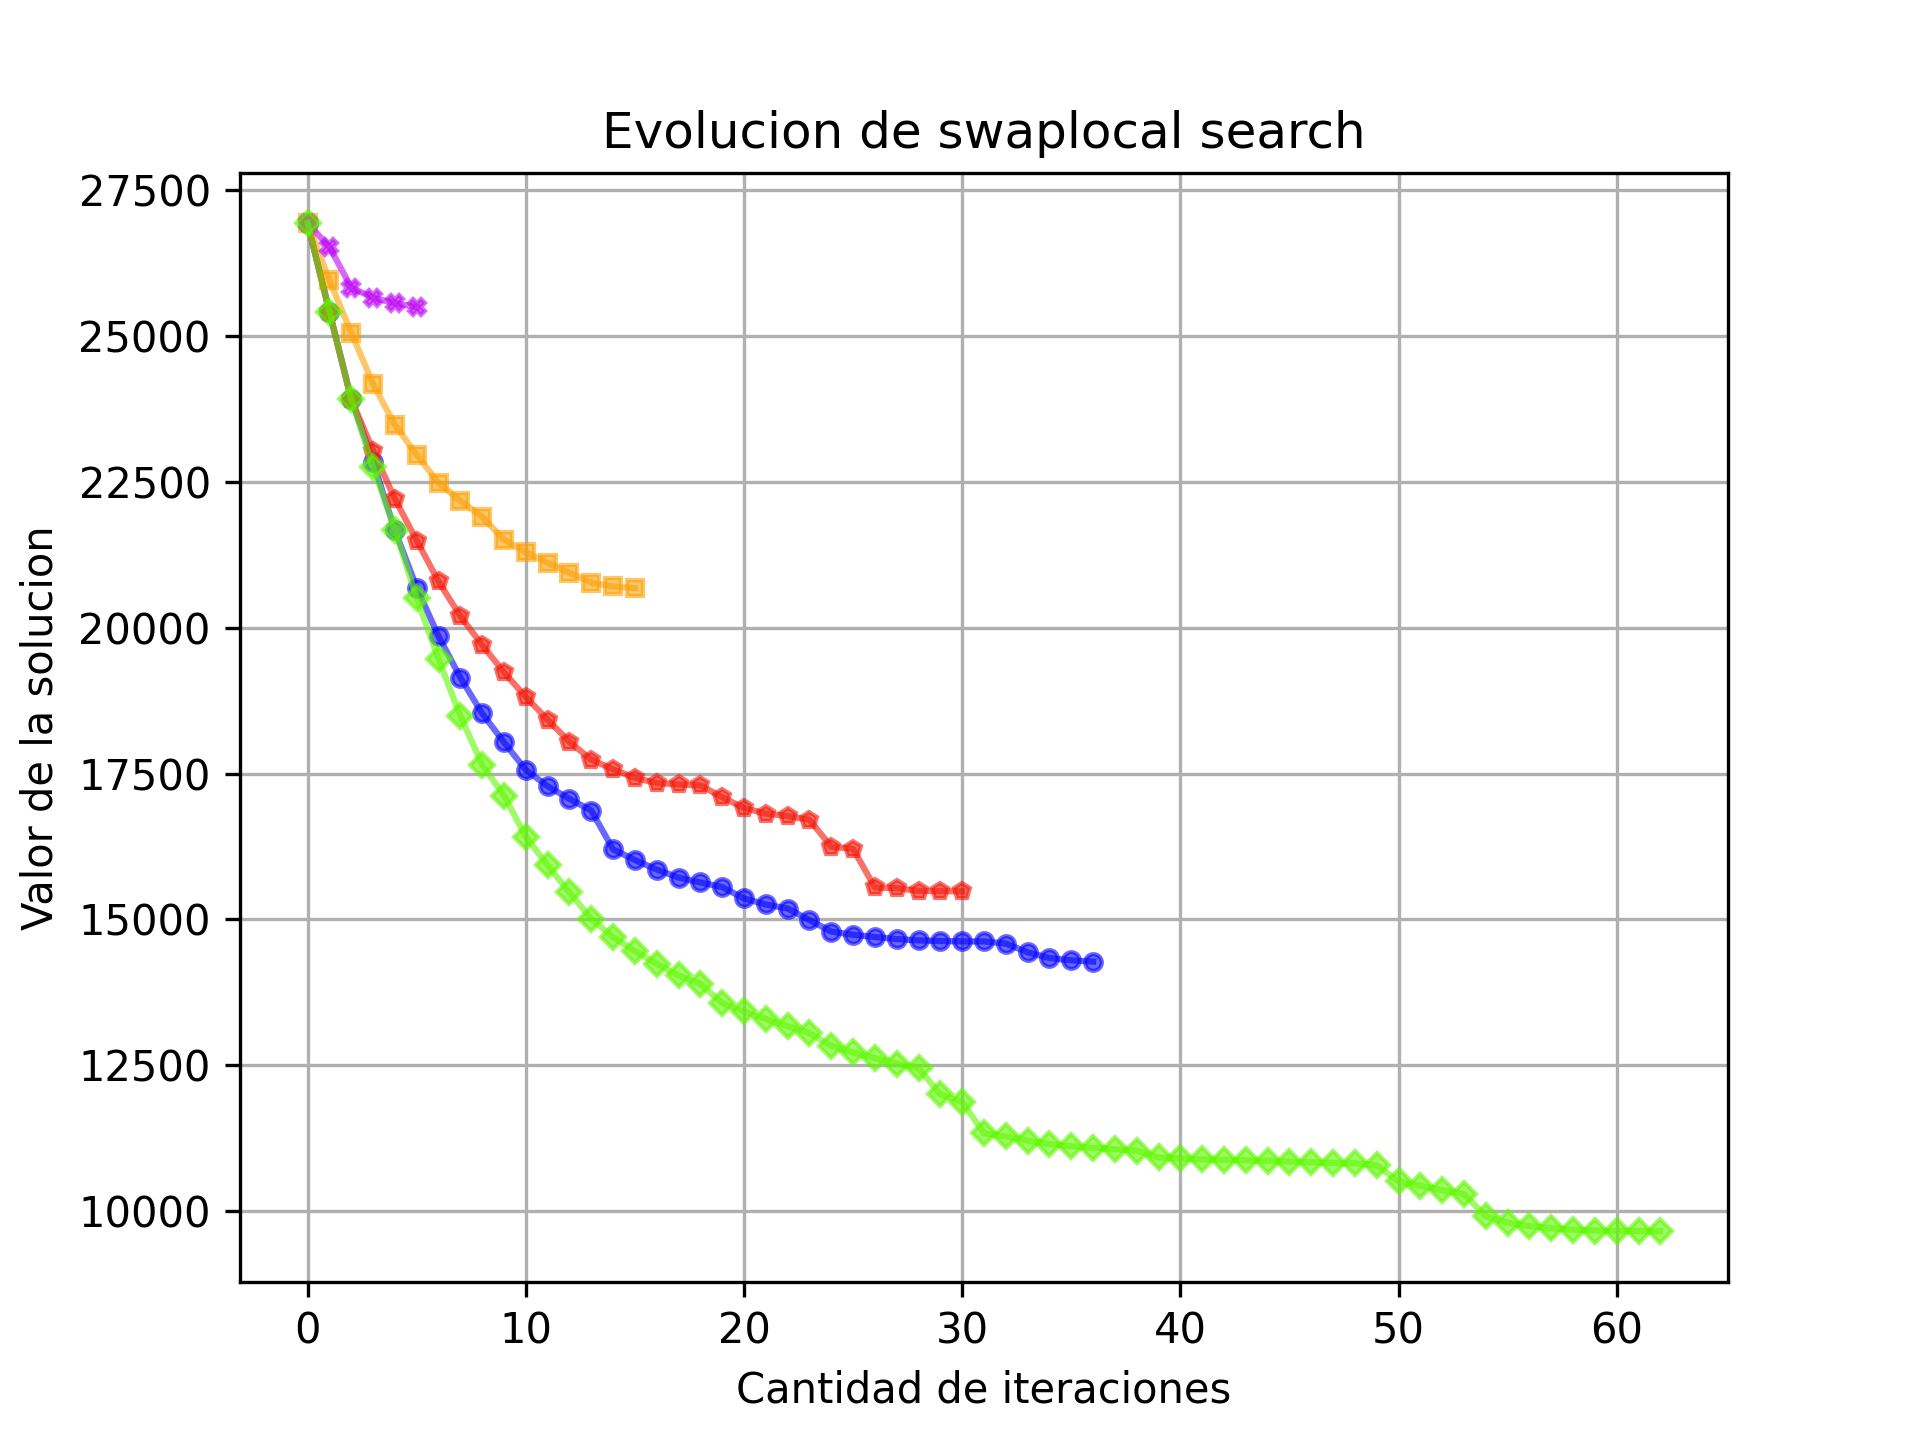 Evolucion de swaplocal search
27500
25000
22500
20000
17500
15000
12500
10000
Valor de la solucion
0 10 20 30 40 50 60
Cantidad de iteraciones